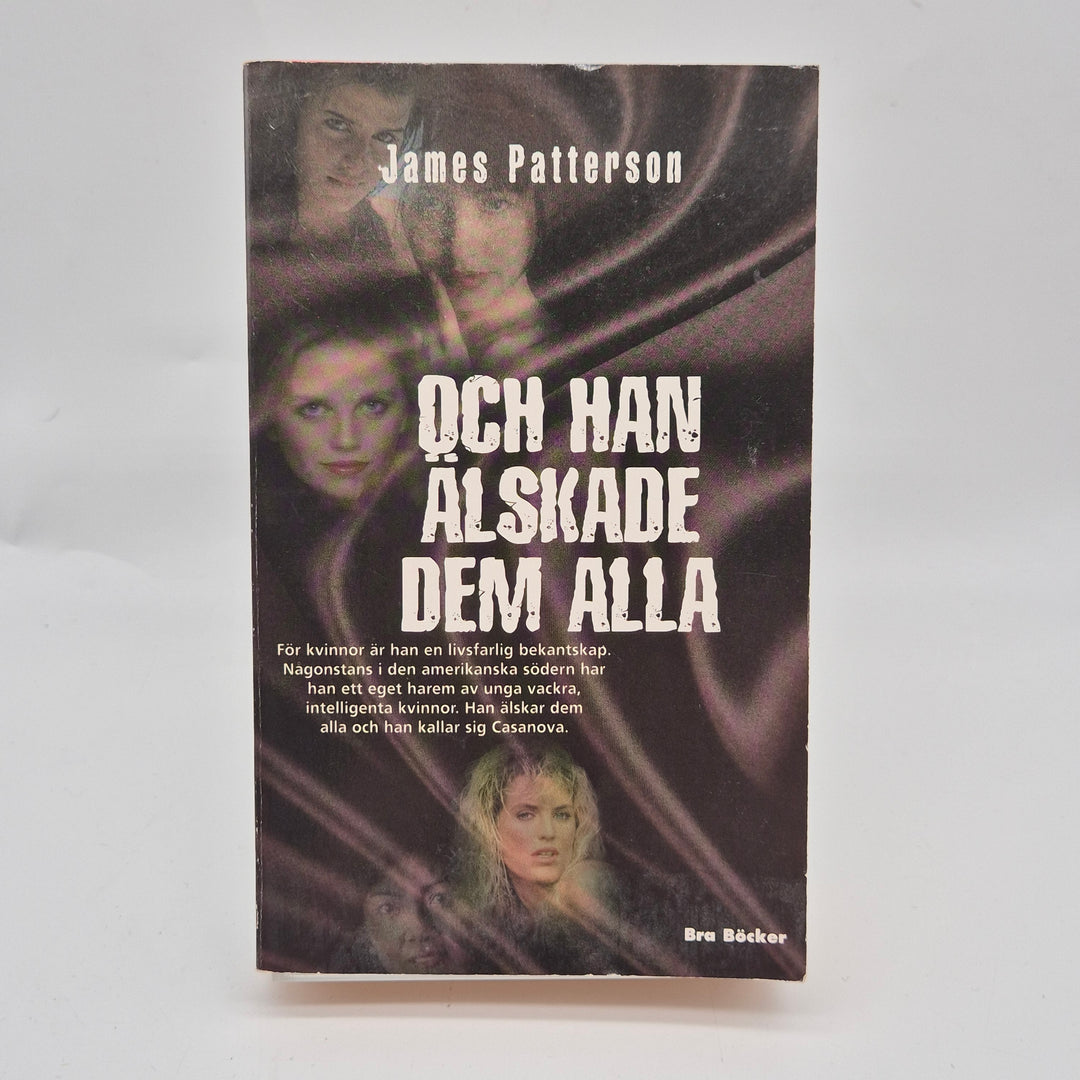 James Patterson
OCH HAN
ÄLSKADE
DEM ALLA
För kvinnor är han en livsfarlig bekantskap.
Någonstans i den amerikanska södern har
han ett eget harem av unga vackra,
intelligenta kvinnor. Han älskar dem
alla och han kallar sig Casanova.
Bra Böcker